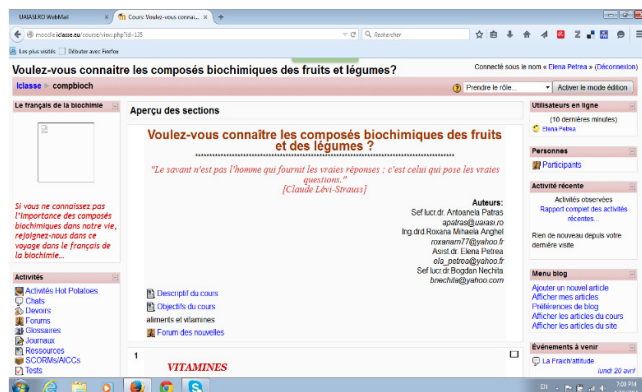 UAIASI.RO WebMail
Cours: Voulez-vous connai...
moodle.iclasse.eu/course/view.php?id=135
Rechercher
Les plus visités
Débuter avec Firefox
Voulez-vous connaitre les composés biochimiques des fruits et légumes?
Connecté sous le nom « Elena Petrea » (Déconnexion)
Iclasse ► compbioch
Prendre le rôle...
Activer le mode édition
Le français de la biochimie
Si vous ne connaissez pas
l'importance des composés
biochimiques dans notre vie,
rejoignez-nous dans ce
voyage dans le français de
la biochimie...
Activités
Activités Hot Potatoes
Chats
Devoirs
Forums
Glossaires
Journaux
Ressources
SCORMs/AICCs
Tests
Aperçu des sections
Voulez-vous connaître les composés biochimiques des fruits
et des légumes ?
"Le savant n'est pas l'homme qui fournit les vraies réponses : c'est celui qui pose les vraies
questions."
[Claude Lévi-Strauss]
Auteurs:
Sef lucr.dr. Antoanela Patras
apatras@uaiasi.ro
Ing.drd.Roxana Mihaela Anghel
roxanam77@yahoo.fr
Asist.dr. Elena Petrea
ela_petrea@yahoo.fr
Sef lucr.dr.Bogdan Nechita
bnechita@yahoo.com
Descriptif du cours
Objectifs du cours
aliments et vitamines
Forum des nouvelles
1
VITAMINES
Utilisateurs en ligne
(10 dernières minutes)
Elena Petrea
Personnes
Participants
Activité récente
Activités observées
Rapport complet des activités
récentes...
Rien de nouveau depuis votre
dernière visite
Menu blog
Ajouter un nouvel article
Afficher mes articles
Préférences de blog
Afficher les articles du cours
Afficher les articles du site
Événements à venir
La Fraich'attitude
lundi 20 avril
EN
7:09 PM